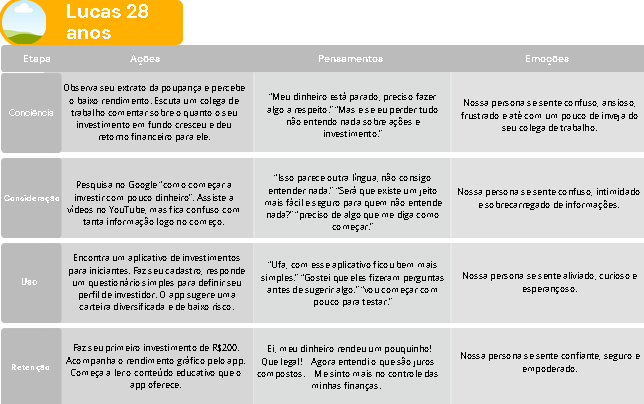 Lucas 28
anos
Etapa
Ações
Pensamentos
Emoções
Conciência
Observa seu extrato da poupança e percebe
o baixo rendimento. Escuta um colega de
trabalho comentar sobre o quanto o seu
investimento em fundo cresceu e deu
retorno financeiro para ele.
"Meu dinheiro está parado, preciso fazer
algo a respeito." "Mas e se eu perder tudo
não entendo nada sobre ações e
investimento."
Nossa persona se sente confuso, ansioso,
frustrado e até com um pouco de inveja do
seu colega de trabalho.
Consideração
Pesquisa no Google "como começar a
investir com pouco dinheiro". Assiste a
vídeos no YouTube, mas fica confuso com
tanta informação logo no começo.
"Isso parece outra língua, não consigo
entender nada." "Será que existe um jeito
mais fácil e seguro para quem não entende
nada?" "preciso de algo que me diga como
começar."
Nossa persona se sente confuso, intimidado
e sobrecarregado de informações.
Uso
Encontra um aplicativo de investimentos
para iniciantes. Faz seu cadastro, responde
um questionário simples para definir seu
perfil de investidor. O app sugere uma
carteira diversificada e de baixo risco.
"Ufa, com esse aplicativo ficou bem mais
simples." "Gostei que eles fizeram perguntas
antes de sugerir algo." "vou começar com
pouco para testar."
Nossa persona se sente aliviado, curioso e
esperançoso.
Retenção
Faz seu primeiro investimento de R$200.
Acompanha o rendimento gráfico pelo app.
Começa a ler o conteúdo educativo que o
app oferece.
Ei, meu dinheiro rendeu um pouquinho!
Que legal! Agora entendi o que são juros
compostos. Me sinto mais no controle das
minhas finanças.
Nossa persona se sente confiante, seguro e
empoderado.